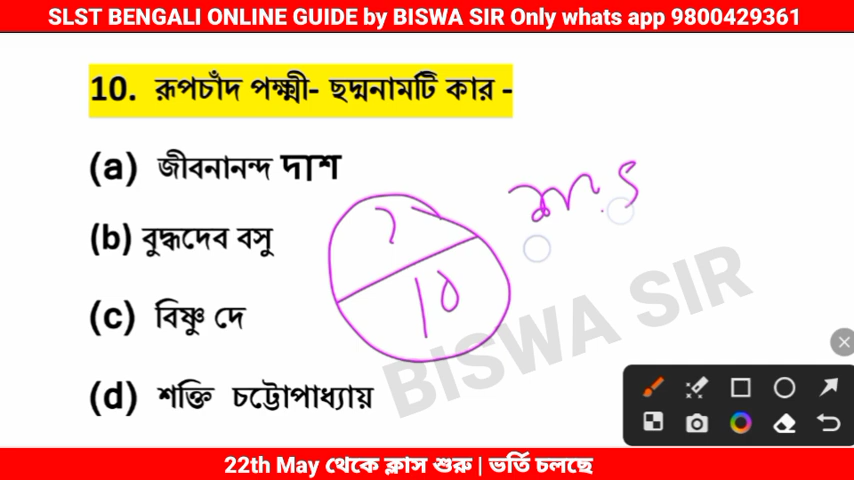 SLST BENGALI ONLINE GUIDE by BISWA SIR Only whats app 9800429361
10. রূপচাঁদ পক্ষ্মী- ছদ্মনামটি কার -
(a) জীবনানন্দ দাশ
(b) বুদ্ধদেব বসু
(c) বিষ্ণু দে
(d) শক্তি চট্টোপাধ্যায়
10
BISWA SIR
22th May থেকে ক্লাস শুরু | ভর্তি চলছে